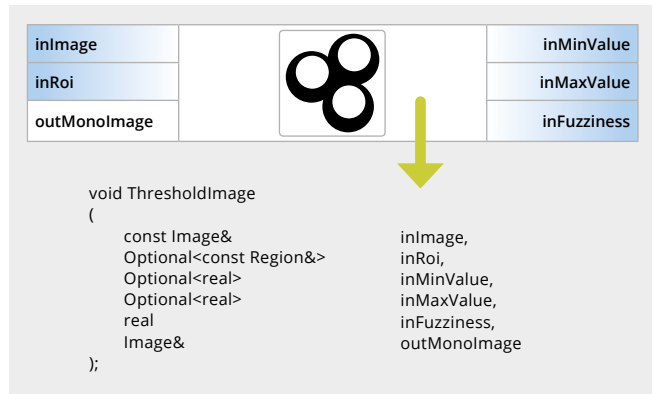 inImage
inRoi
outMonoImage
inMinValue
inMaxValue
inFuzziness
void ThresholdImage
(
const Image& inImage,
Optional<const Region&> inRoi,
Optional<real> inMinValue,
Optional<real> inMaxValue,
real inFuzziness,
Image& outMonoImage
);